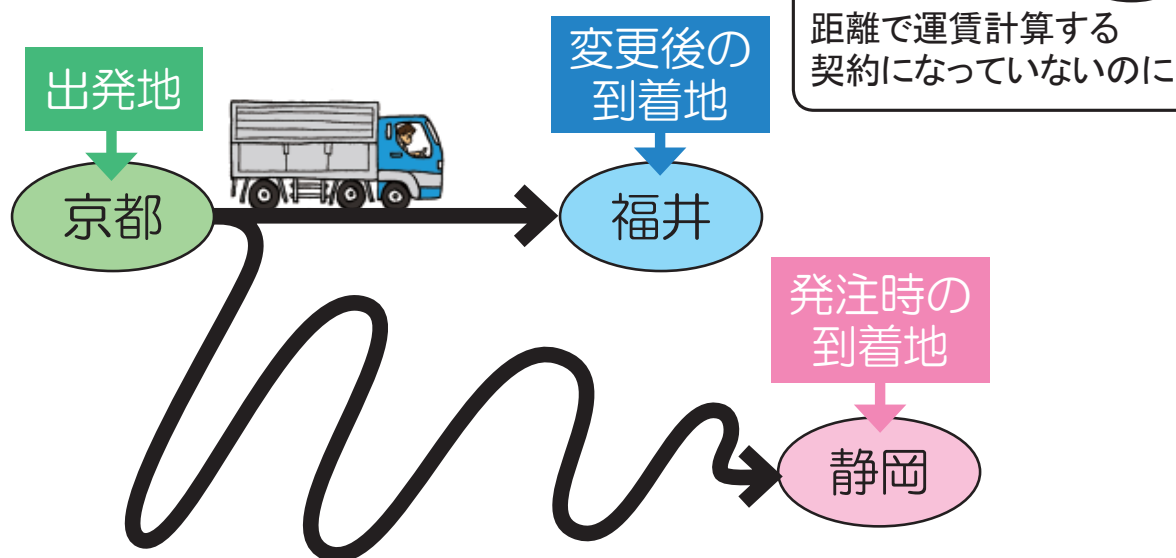 距離で運賃計算する
契約になっていないのに
変更後の
到着地
出発地
京都
福井
発注時の
到着地
静岡